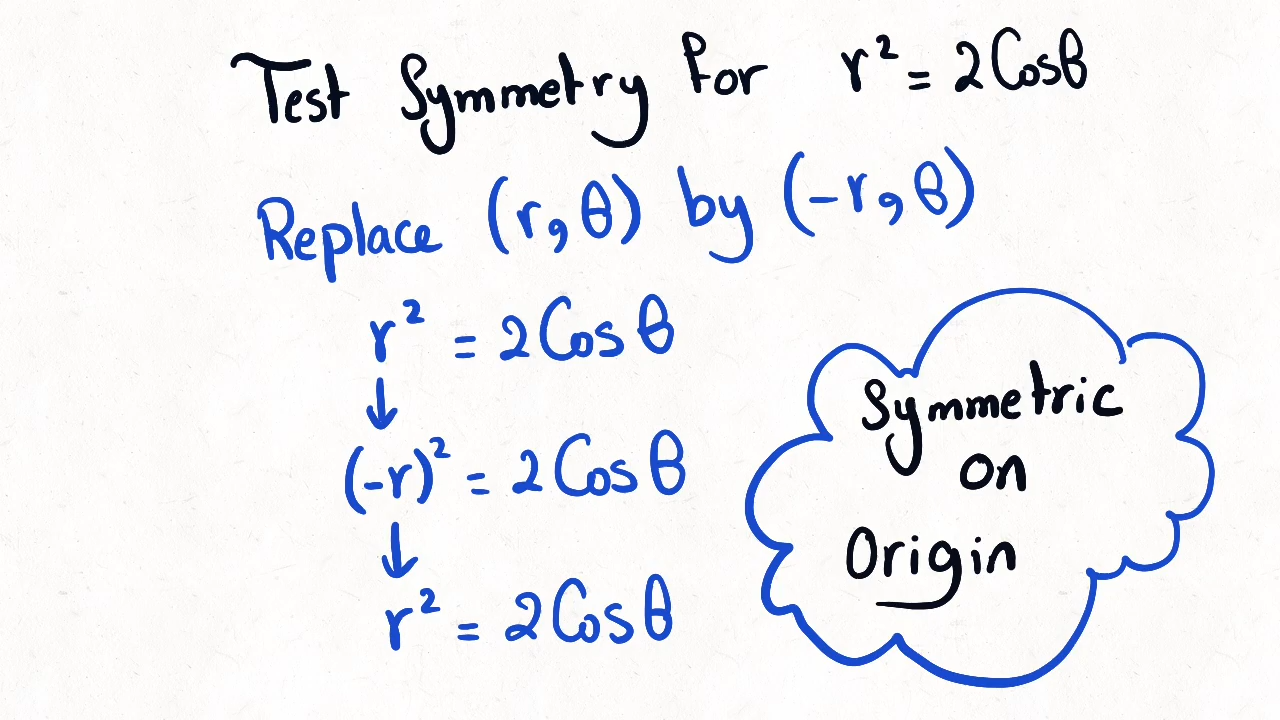 Test Symmetry for r² = 2Cosθ
Replace (r,θ) by (-r,θ)
r² = 2Cosθ
↓
(-r)² = 2Cosθ
↓
r² = 2Cosθ
Symmetric
on
Origin